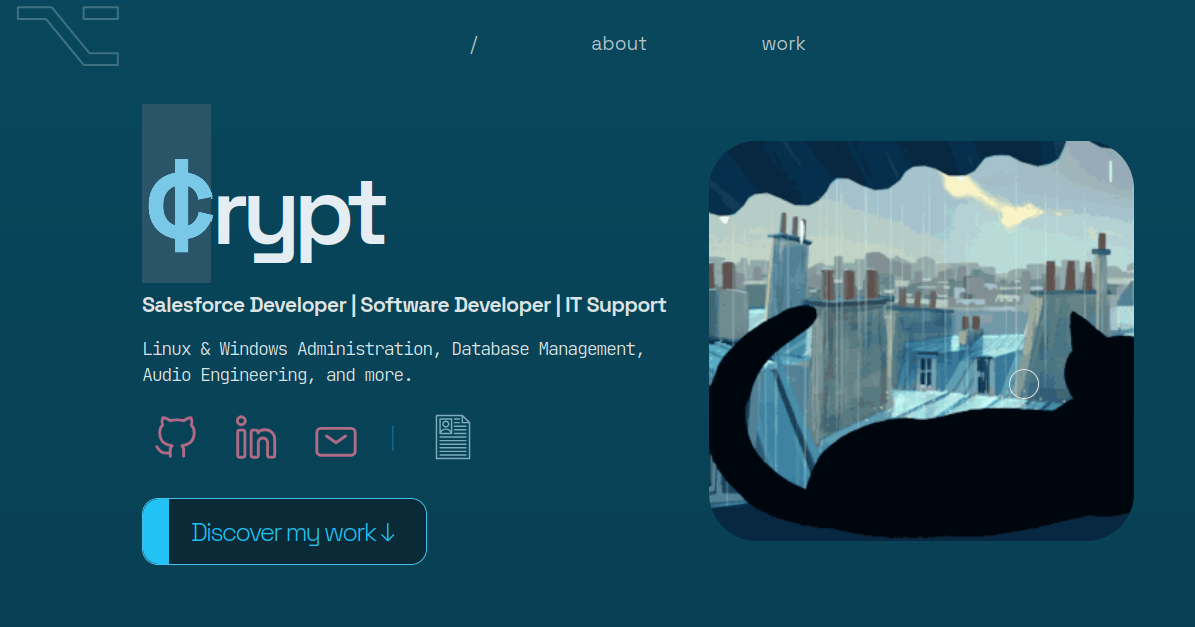 /
about
work
₵rypt
Salesforce Developer | Software Developer | IT Support
Linux & Windows Administration, Database Management,
Audio Engineering, and more.
in
Discover my work ↓